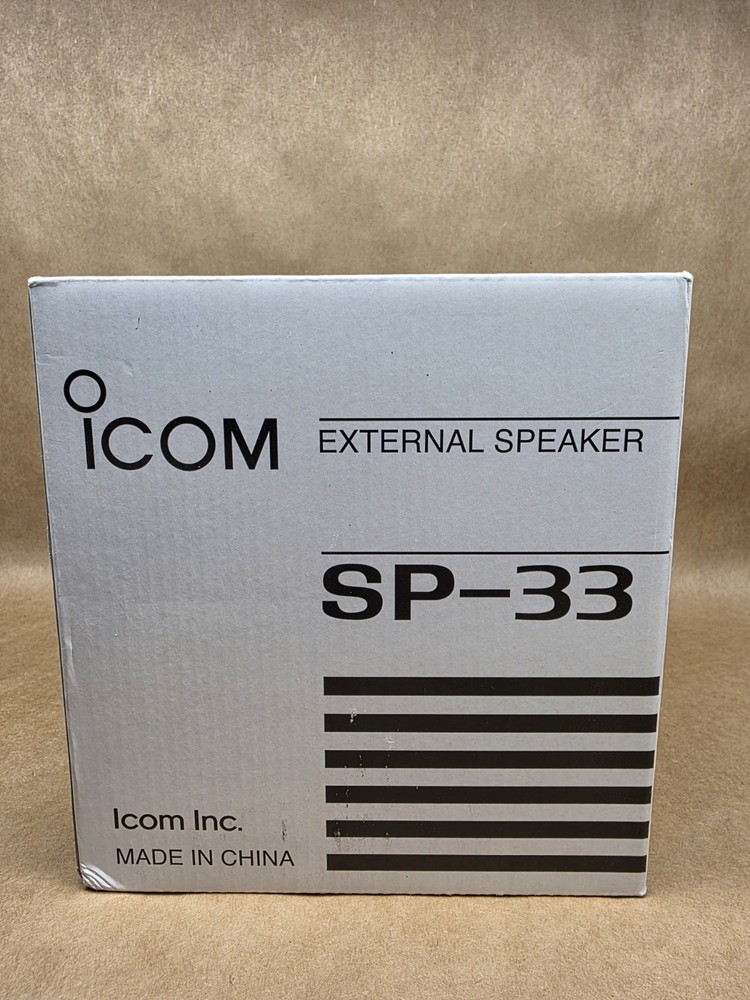 ICOM
EXTERNAL SPEAKER
SP-33
Icom Inc.
MADE IN CHINA